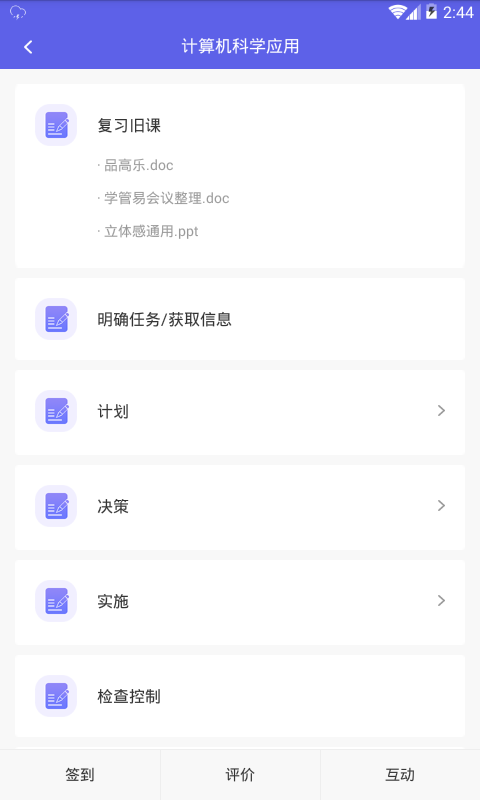 2:44
计算机科学应用
复习旧课
· 品高乐.doc
· 学管易会议整理.doc
· 立体感通用.ppt
明确任务/获取信息
计划
决策
实施
检查控制
签到
评价
互动